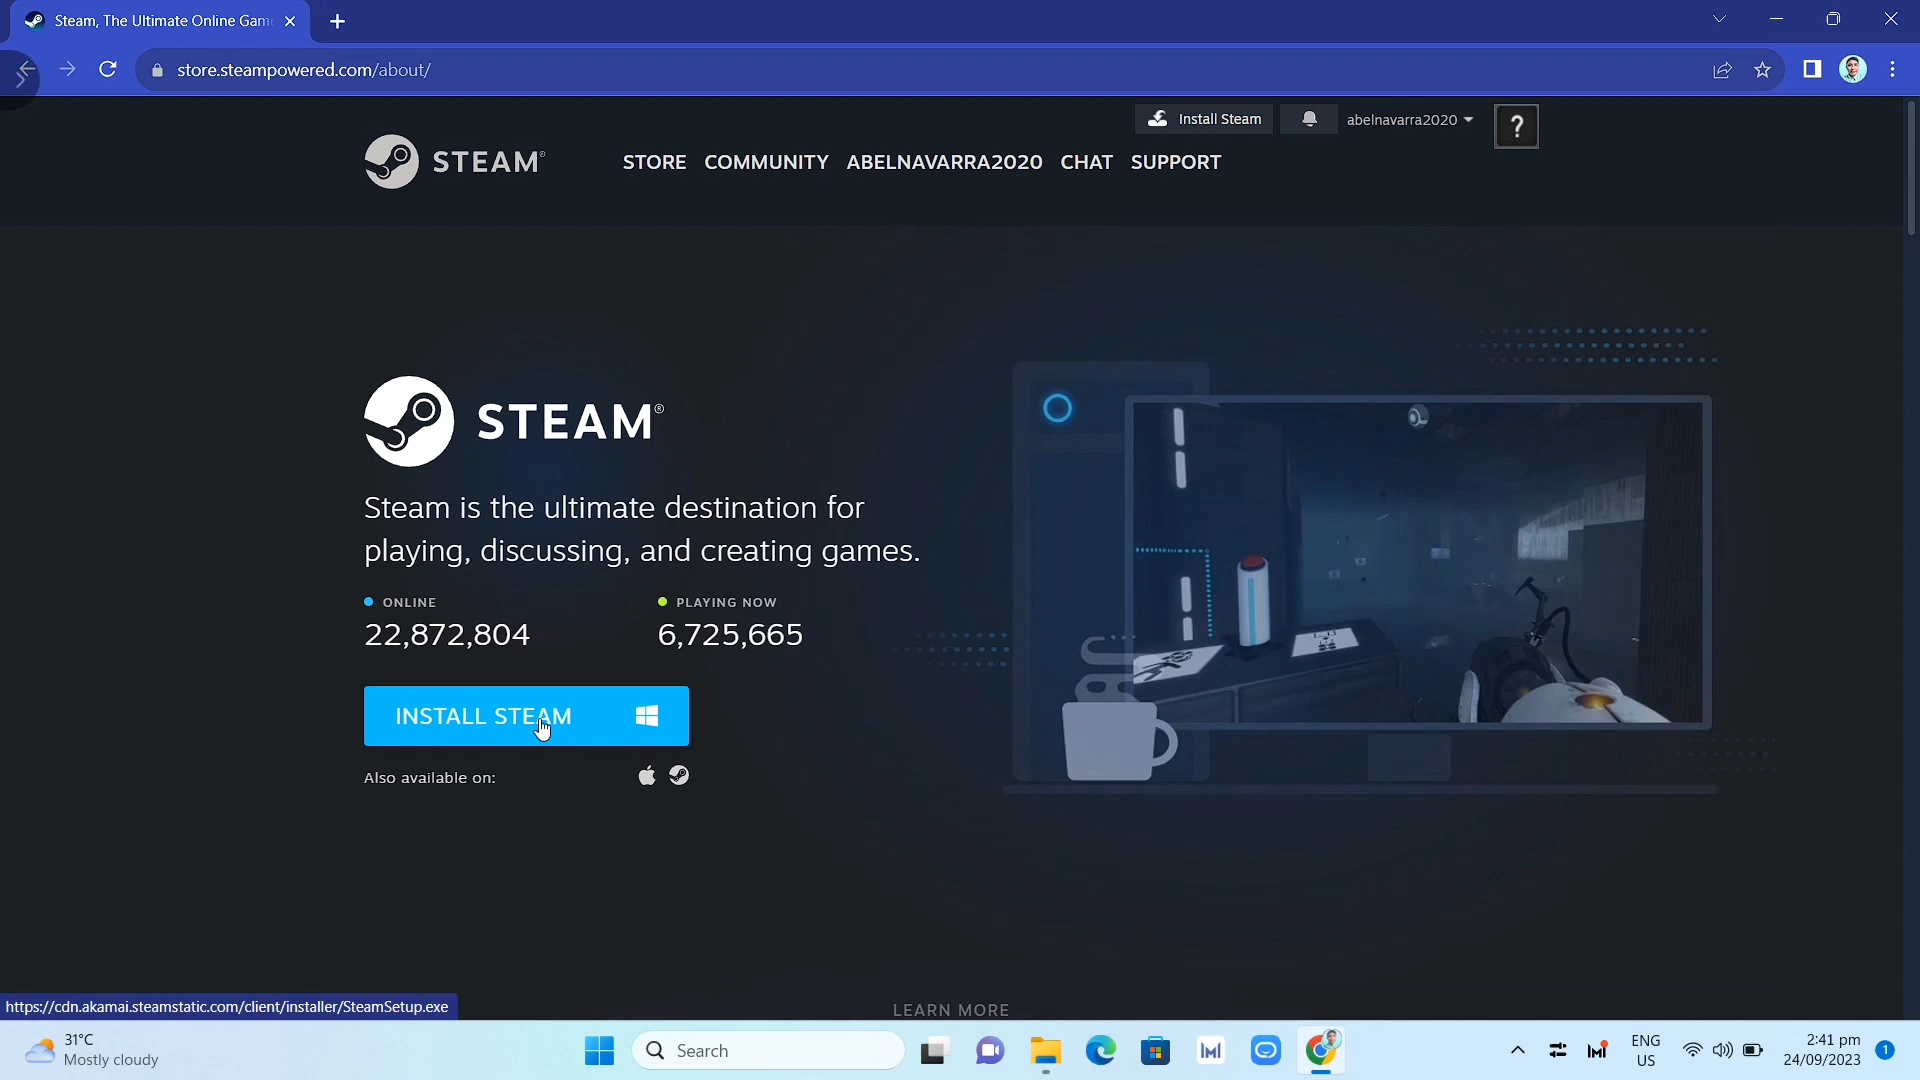 Steam, The Ultimate Online Gam
store.steampowered.com/about/
Install Steam
abelnavarra2020
?
STEAM®
STORE COMMUNITY ABELNAVARRA2020 CHAT SUPPORT
STEAM®
Steam is the ultimate destination for
playing, discussing, and creating games.
ONLINE
22,872,804
PLAYING NOW
6,725,665
INSTALL STEAM
Also available on:
LEARN MORE
https://cdn.akamai.steamstatic.com/client/installer/SteamSetup.exe
31°C
Mostly cloudy
Search
ENG
US
2:41 pm
24/09/2023
1